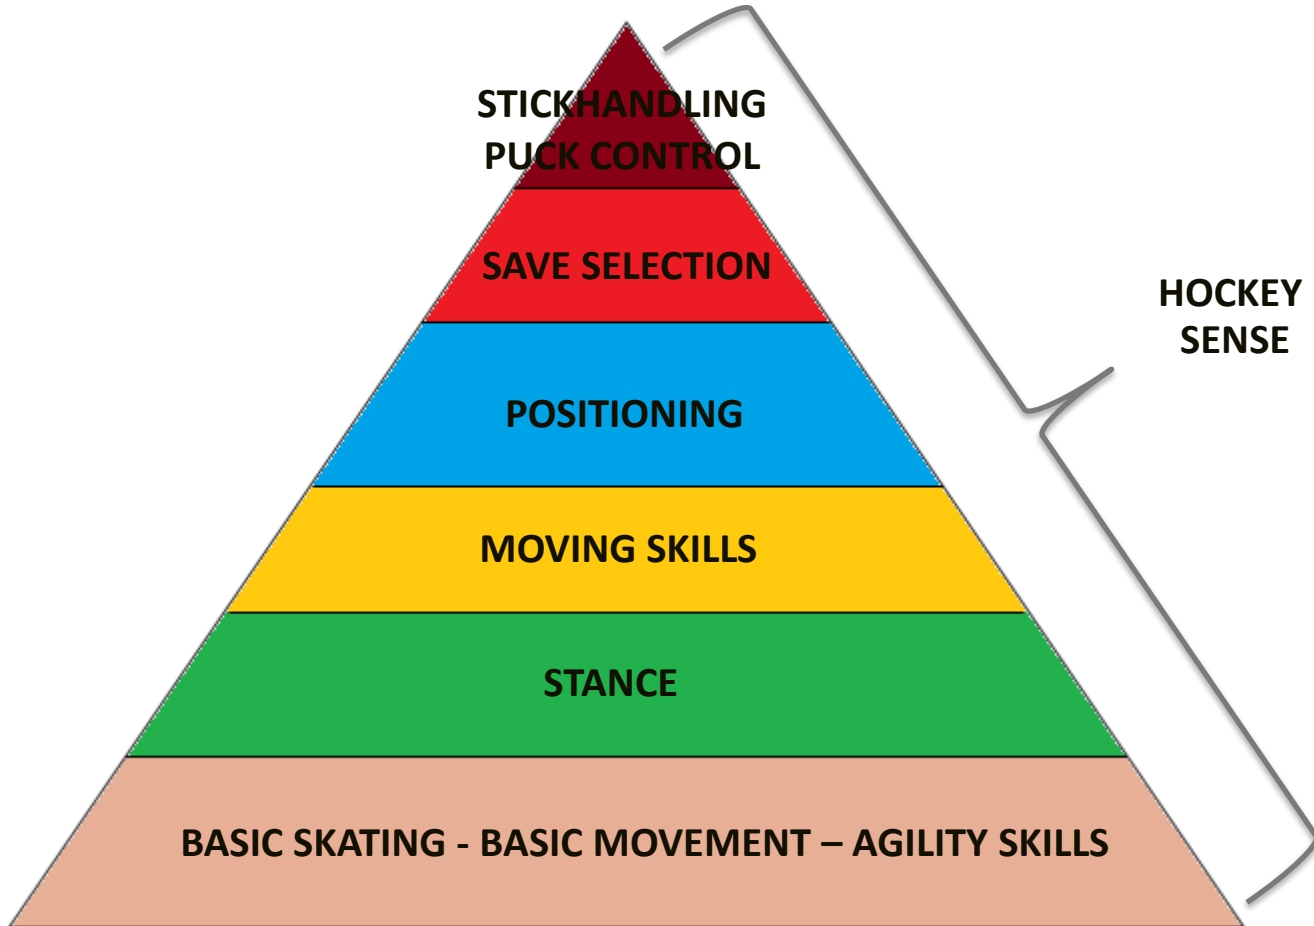 STICKHANDLING
PUCK CONTROL
SAVE SELECTION
HOCKEY
SENSE
POSITIONING
MOVING SKILLS
STANCE
BASIC SKATING - BASIC MOVEMENT – AGILITY SKILLS